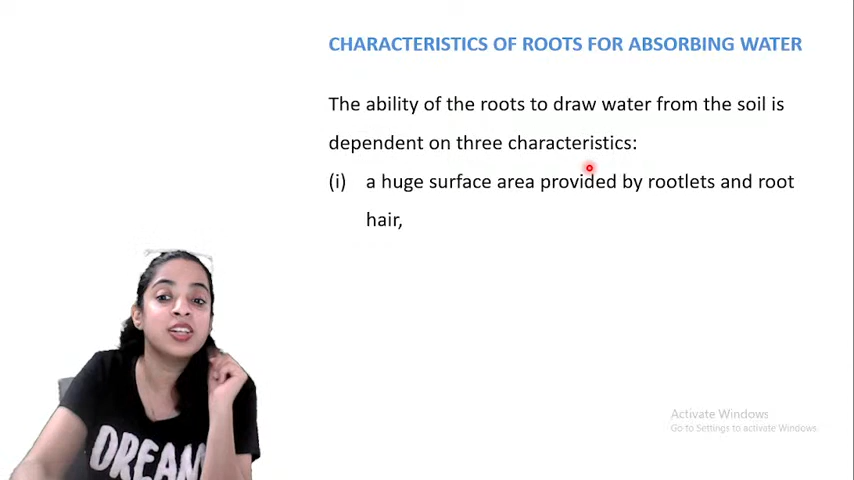 CHARACTERISTICS OF ROOTS FOR ABSORBING WATER
The ability of the roots to draw water from the soil is
dependent on three characteristics:
(i) a huge surface area provided by rootlets and root
hair,
DREAM
Activate Windows
Go to Settings to activate Windows.